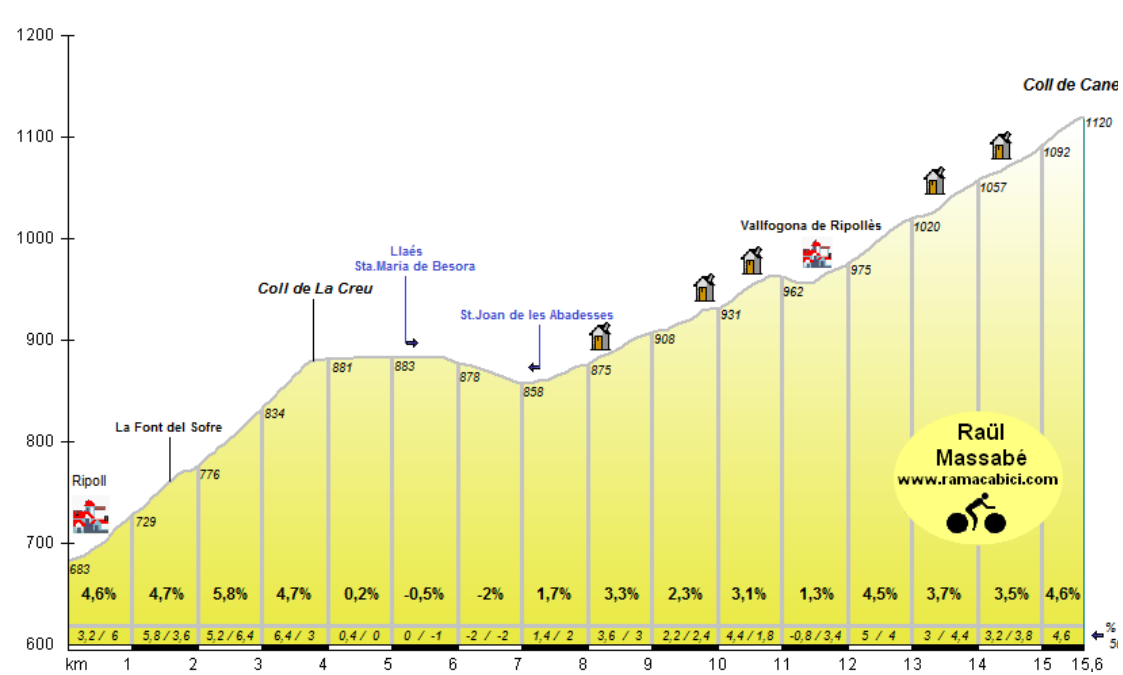 1200
1100
1000
900
800
700
600
Coll de Cane
1120
1092
1057
1020
Vallfogona de Ripollès
975
962
931
908
875
858
878
883
881
834
776
729
683
Llaés
Sta.Maria de Besora
Coll de La Creu
St.Joan de les Abadesses
La Font del Sofre
Ripoll
Raül
Massabé
www.ramacabici.com
4,6% 4,7% 5,8% 4,7% 0,2% -0,5% -2% 1,7% 3,3% 2,3% 3,1% 1,3% 4,5% 3,7% 3,5% 4,6%
3,2 / 6 5,8 / 3,6 5,2 / 6,4 6,4 / 3 0,4 / 0 0 / -1 -2 / -2 1,4 / 2 3,6 / 3 2,2 / 2,4 4,4 / 1,8 -0,8 / 3,4 5 / 4 3 / 4,4 3,2 / 3,8 4,6
%
km 1 2 3 4 5 6 7 8 9 10 11 12 13 14 15 15,6